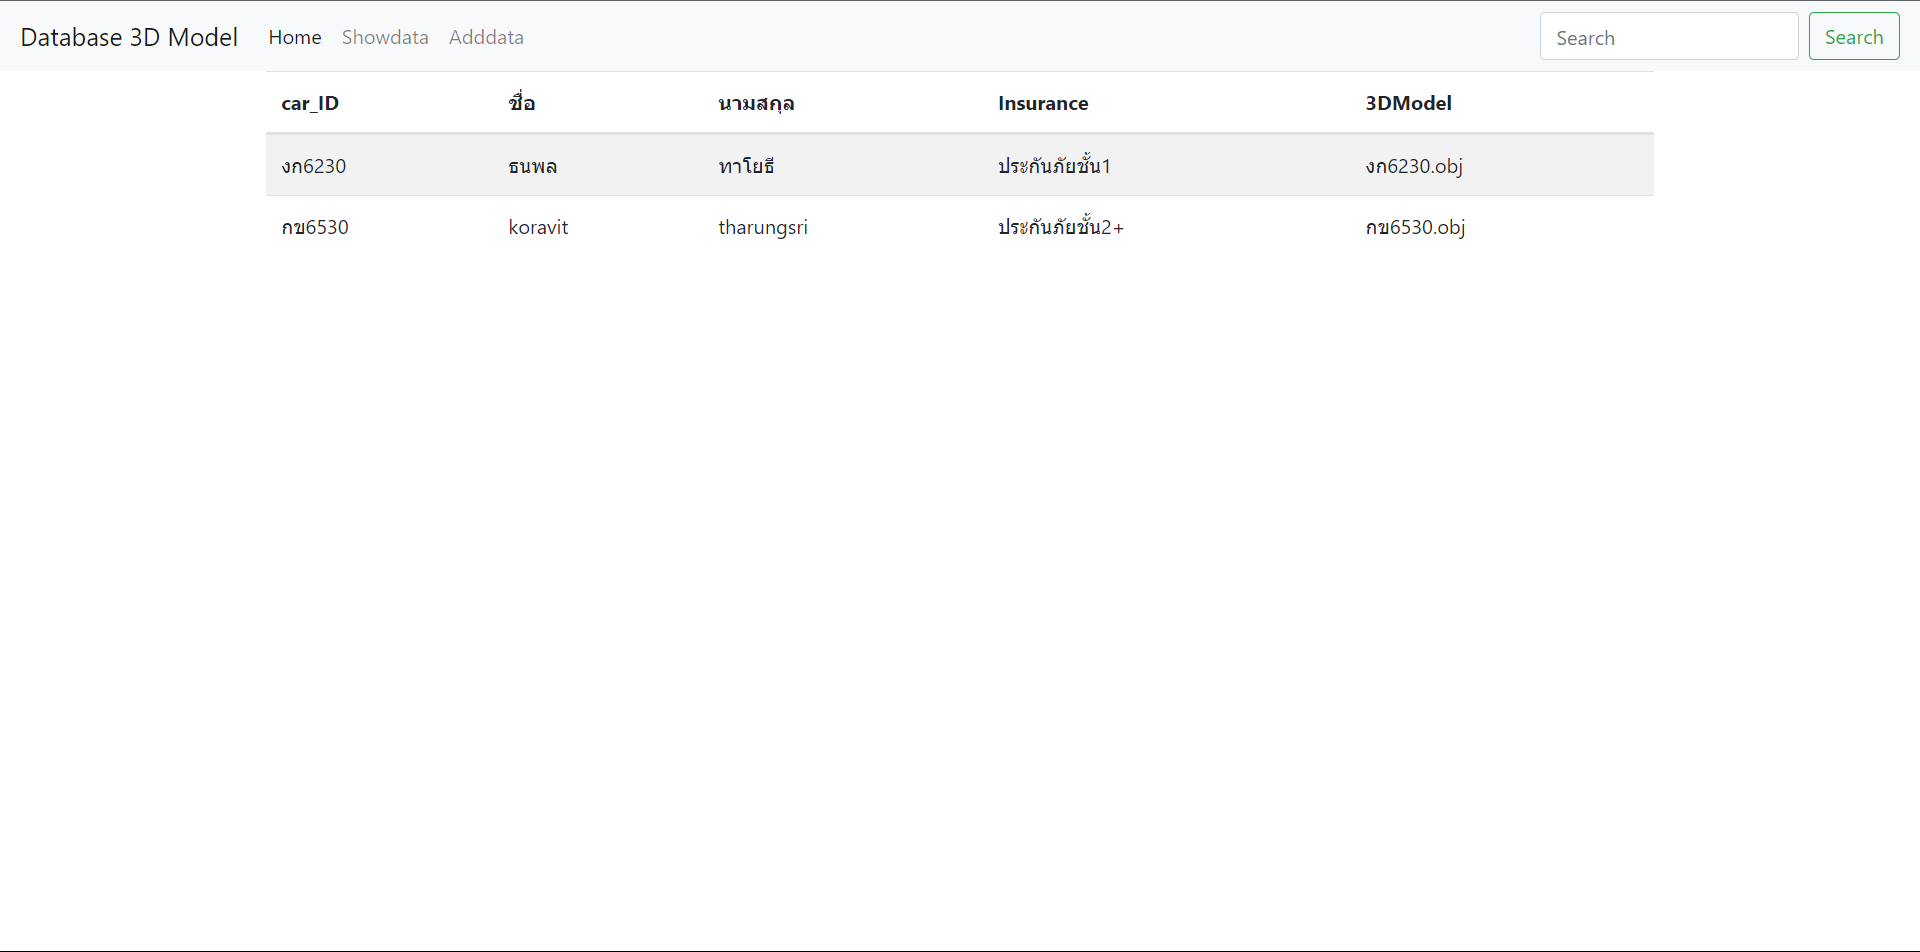 Database 3D Model Home Showdata Adddata Search Search
car_ID ชื่อ นามสกุล Insurance 3DModel
งก6230 ธนพล ทาโยธี ประกันภัยชั้น1 งก6230.obj
กข6530 koravit tharungsri ประกันภัยชั้น2+ กข6530.obj